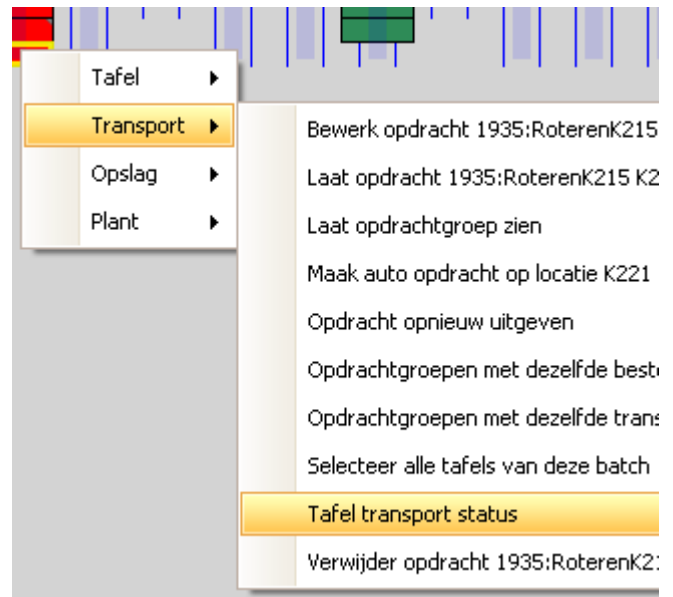 Tafel
Transport
Opslag
Plant
Bewerk opdracht 1935:RoterenK215
Laat opdracht 1935:RoterenK215 K2
Laat opdrachtgroep zien
Maak auto opdracht op locatie K221
Opdracht opnieuw uitgeven
Opdrachtgroepen met dezelfde best
Opdrachtgroepen met dezelfde trans
Selecteer alle tafels van deze batch
Tafel transport status
Verwijder opdracht 1935:RoterenK21